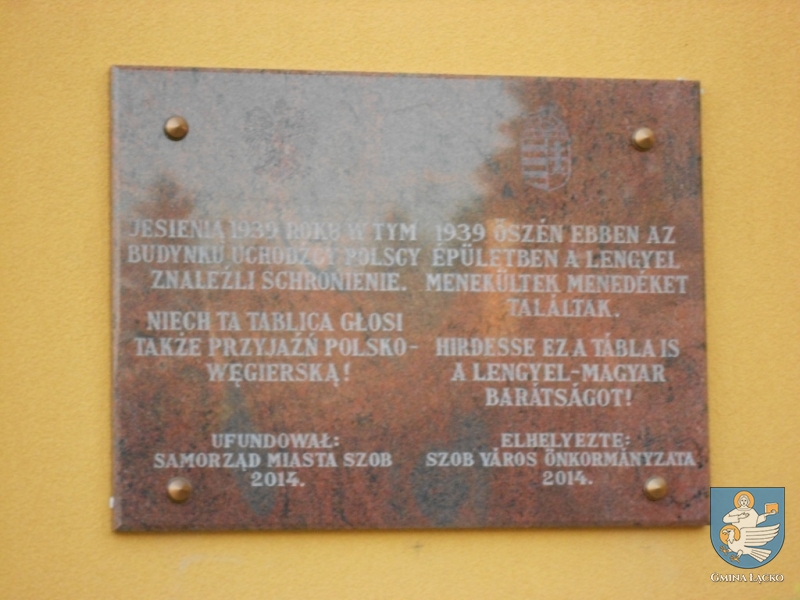 JESIENIĄ 1939 ROKU W TYM
BUDYNKU UCHODŹCY POLSCY
ZNALEŹLI SCHRONIENIE.
NIECH TA TABLICA GŁOSI
TAKŻE PRZYJAŹŃ POLSKO-
WĘGIERSKĄ!
UFUNDOWAŁ:
SAMORZĄD MIASTA SZOB
2014.
1939 ŐSZÉN EBBEN AZ
ÉPÜLETBEN A LENGYEL
MENEKÜLTEK MENEDÉKET
TALÁLTAK.
HIRDESSE EZ A TÁBLA IS
A LENGYEL-MAGYAR
BARÁTSÁGOT!
ELHELYEZTE:
SZOB VÁROS ÖNKORMÁNYZATA
2014.
GMINA ŁĄCKO